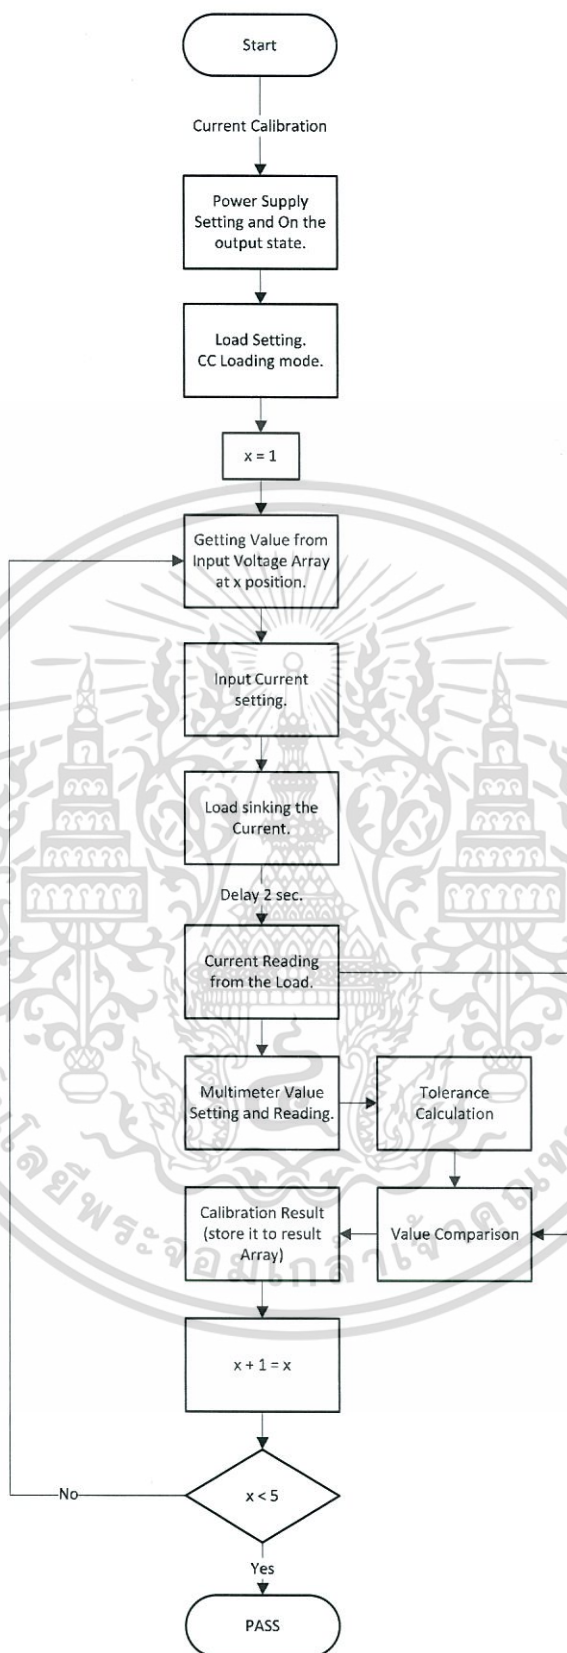 Start
Current Calibration
Power Supply
Setting and On the
output state.
Load Setting.
CC Loading mode.
x = 1
Getting Value from
Input Voltage Array
at x position.
Input Current
setting.
Load sinking the
Current.
Delay 2 sec.
Current Reading
from the Load.
Multimeter Value
Setting and Reading.
Tolerance
Calculation
Calibration Result
(store it to result
Array)
Value Comparison
x + 1 = x
x < 5
No
Yes
PASS